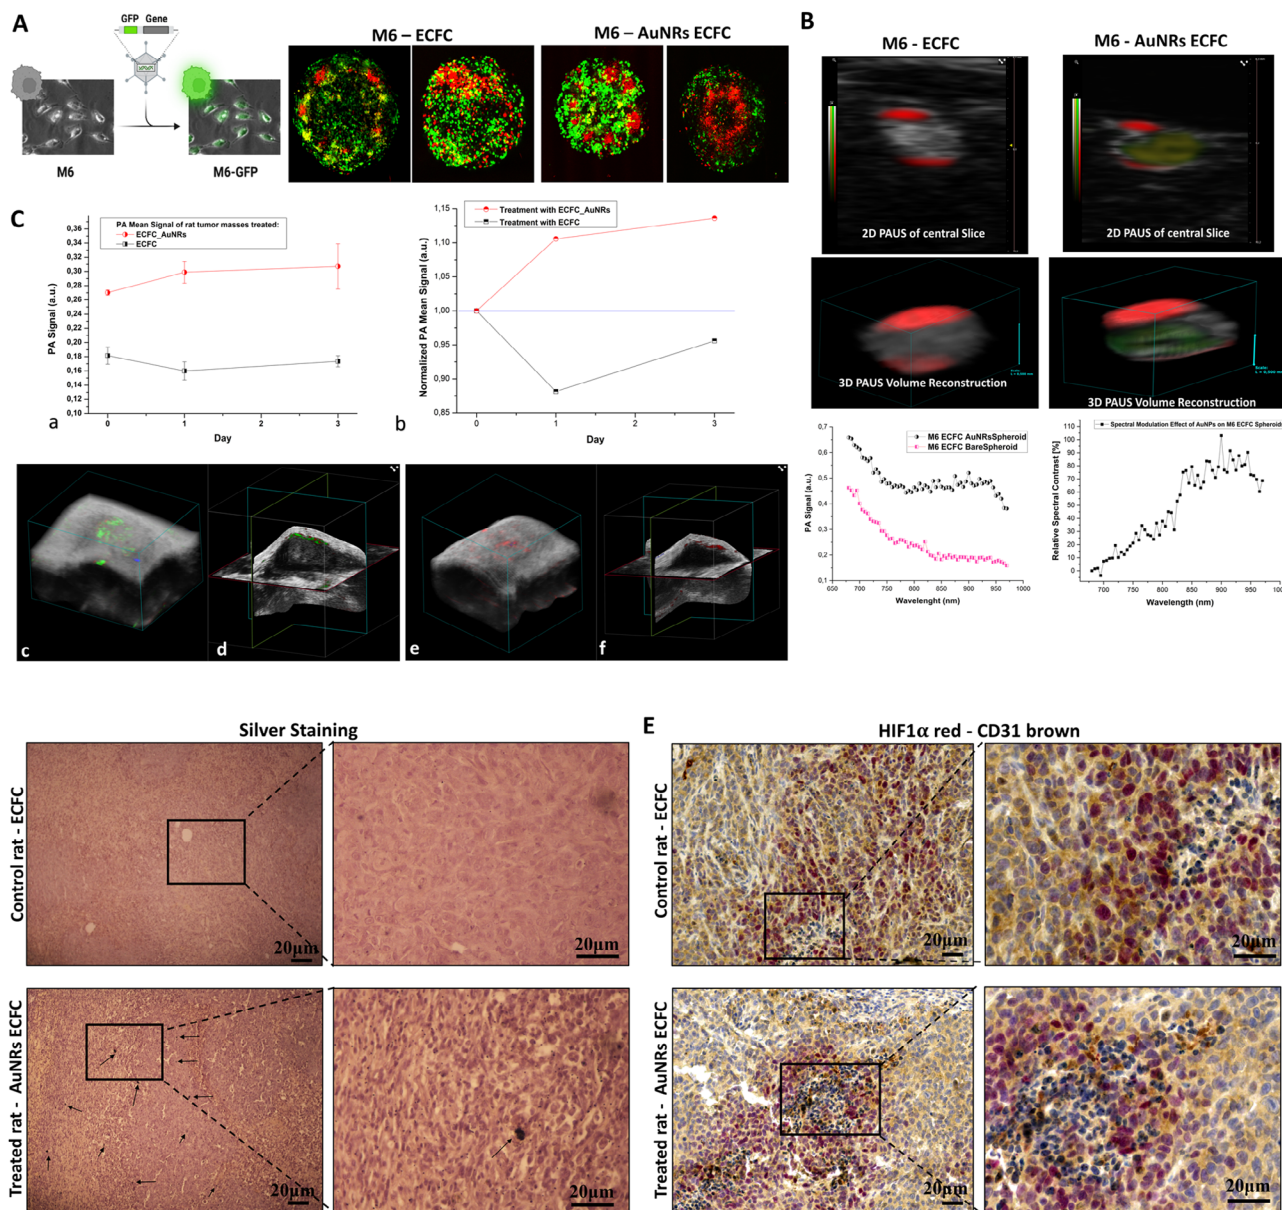 A
GFP
Gene
M6
M6-GFP
M6 – ECFC
M6 – AuNRs ECFC
B
M6 - ECFC
M6 - AuNRs ECFC
2D PAUS of central Slice
2D PAUS of central Slice
3D PAUS Volume Reconstruction
3D PAUS Volume Reconstruction
C
PA Mean Signal of rat tumor masses treated:
ECFC_AuNRs
ECFC
PA Signal (a.u.)
0,36
0,34
0,32
0,30
0,28
0,26
0,24
0,22
0,20
0,18
0,16
0,14
0,12
0,10
0
1
2
3
Day
a
Treatment with ECFC_AuNRs
Treatment with ECFC
Normalized PA Mean Signal (a.u.)
1,15
1,10
1,05
1,00
0,95
0,90
0,85
0
1
2
3
Day
b
M6 ECFC AuNRsSpheroid
M6 ECFC BareSpheroid
PA Signal (a.u.)
0,7
0,6
0,5
0,4
0,3
0,2
0,1
650
700
750
800
850
900
950
1000
Wavelenght (nm)
Spectral Modulation Effect of AuNPs on M6 ECFC Spheroid
Relative Spectral Contrast [%]
110
100
90
80
70
60
50
40
30
20
10
0
700
750
800
850
900
950
Wavelength (nm)
c
d
e
f
Silver Staining
Control rat - ECFC
20µm
20µm
Treated rat - AuNRs ECFC
20µm
20µm
E
HIF1α red - CD31 brown
Control rat - ECFC
20µm
20µm
Treated rat - AuNRs ECFC
20µm
20µm